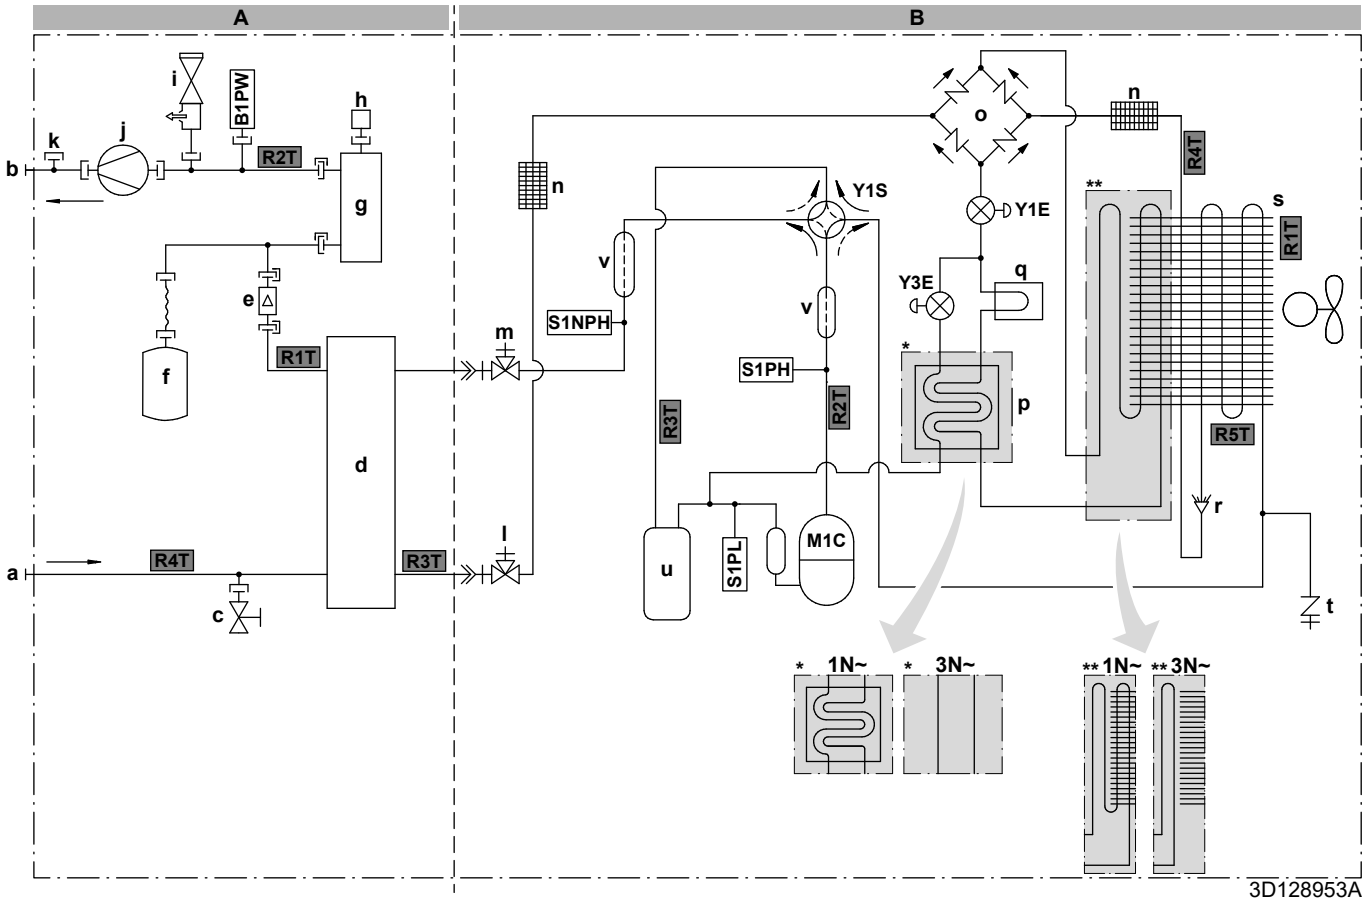 A
B
i
B1PW
h
k
j
R2T
b
g
e
R1T
f
d
R4T
a
c
R3T
m
l
n
v
S1NPH
Y1S
v
S1PH
R3T
R2T
u
S1PL
M1C
o
n
R4T
Y1E
Y3E
q
*
p
**
s
R1T
R5T
r
t
* 1N~
* 3N~
** 1N~
** 3N~
3D128953A